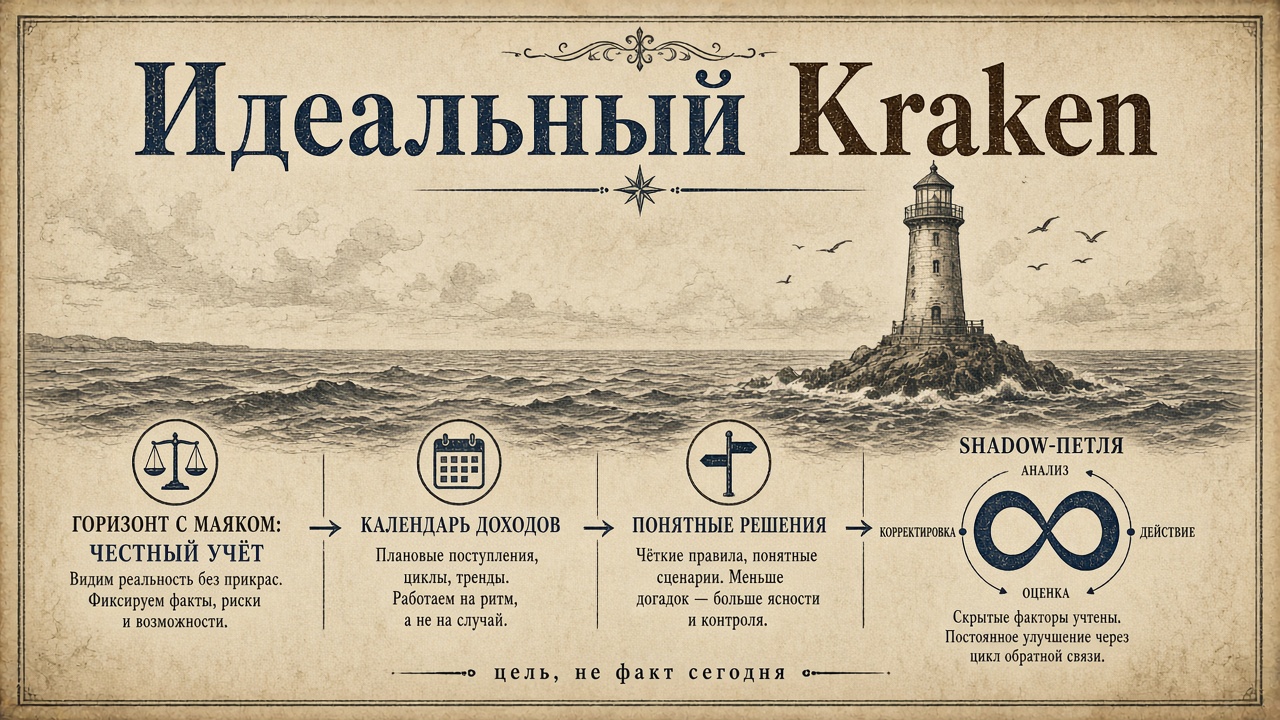 Идеальный Kraken
ГОРИЗОНТ С МАЯКОМ:
ЧЕСТНЫЙ УЧЁТ
Видим реальность без прикрас.
Фиксируем факты, риски
и возможности.
КАЛЕНДАРЬ ДОХОДОВ
Плановые поступления,
циклы, тренды.
Работаем на ритм,
а не на случай.
ПОНЯТНЫЕ РЕШЕНИЯ
Чёткие правила, понятные
сценарии. Меньше
догадок — больше ясности
и контроля.
SHADOW-ПЕТЛЯ
АНАЛИЗ
КОРРЕКТИРОВКА
ДЕЙСТВИЕ
ОЦЕНКА
Скрытые факторы учтены.
Постоянное улучшение через
цикл обратной связи.
цель, не факт сегодня